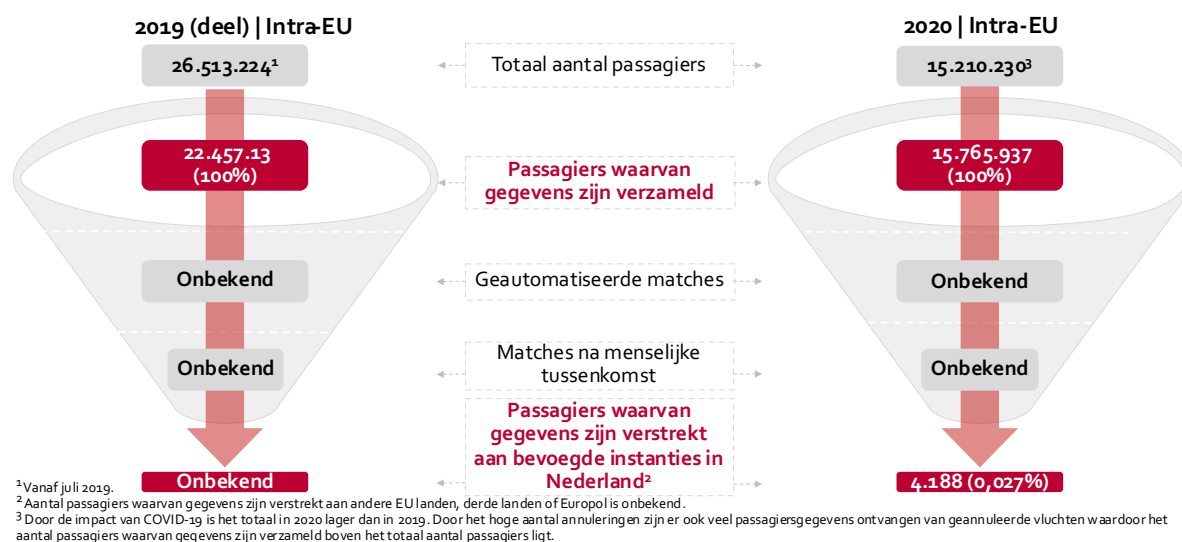 2019 (deel) | Intra-EU
2020 | Intra-EU
26.513.224¹
Totaal aantal passagiers
15.210.230³
22.457.13
(100%)
Passagiers waarvan
gegevens zijn verzameld
15.765.937
(100%)
Onbekend
Geautomatiseerde matches
Onbekend
Onbekend
Matches na menselijke
tussenkomst
Onbekend
Passagiers waarvan
gegevens zijn verstrekt
aan bevoegde instanties in
Nederland²
Onbekend
4.188 (0,027%)
¹ Vanaf juli 2019.
² Aantal passagiers waarvan gegevens zijn verstrekt aan andere EU landen, derde landen of Europol is onbekend.
³ Door de impact van COVID-19 is het totaal in 2020 lager dan in 2019. Door het hoge aantal annuleringen zijn er ook veel passagiersgegevens ontvangen van geannuleerde vluchten waardoor het
aantal passagiers waarvan gegevens zijn verzameld boven het totaal aantal passagiers ligt.